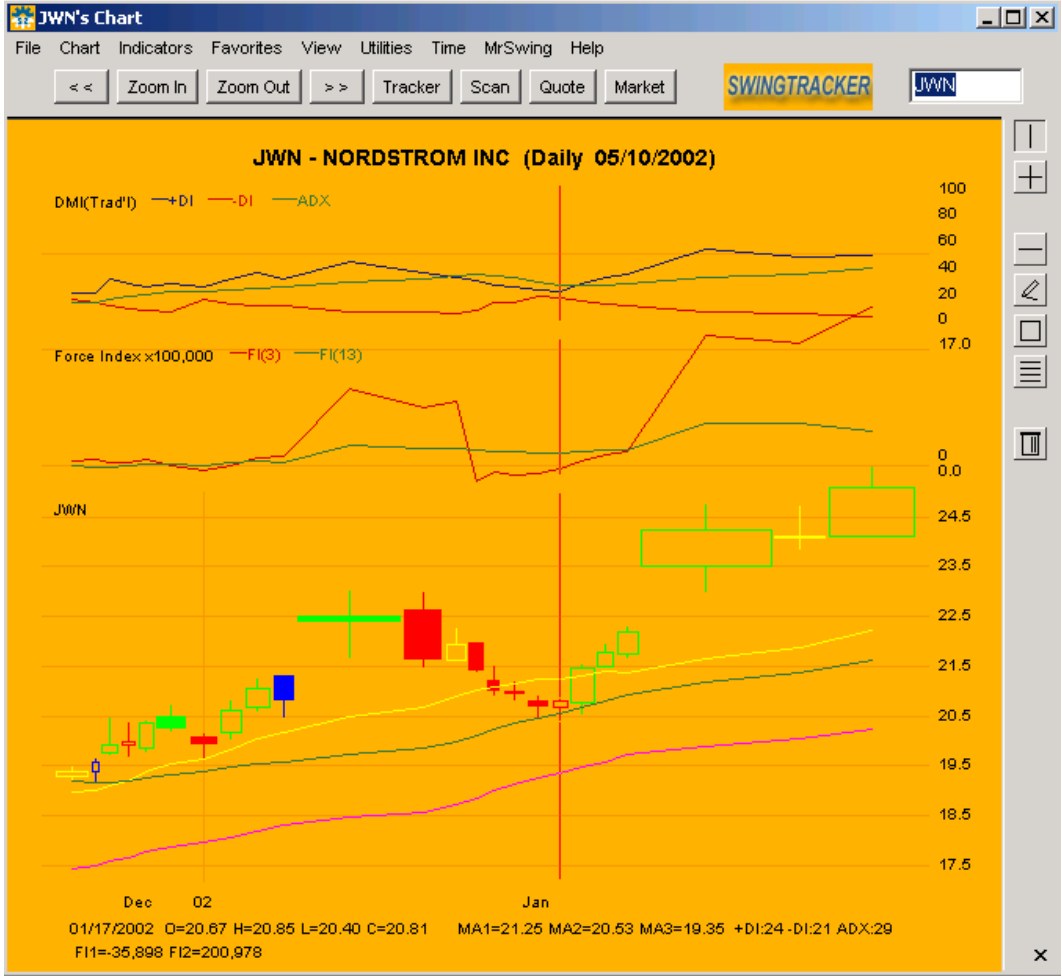 JWN's Chart
File Chart Indicators Favorites View Utilities Time MrSwing Help
<< Zoom In Zoom Out >> Tracker Scan Quote Market SWINGTRACKER JWN
JWN - NORDSTROM INC (Daily 05/10/2002)
DMI(Trad'l) +DI -DI ADX
100
80
60
40
20
0
Force Index x100,000 FI(3) FI(13)
17.0
0
0.0
JWN
24.5
23.5
22.5
21.5
20.5
19.5
18.5
17.5
Dec 02 Jan
01/17/2002 O=20.67 H=20.85 L=20.40 C=20.81 MA1=21.25 MA2=20.53 MA3=19.35 +DI:24 -DI:21 ADX:29
FI1=-35,898 FI2=200,978